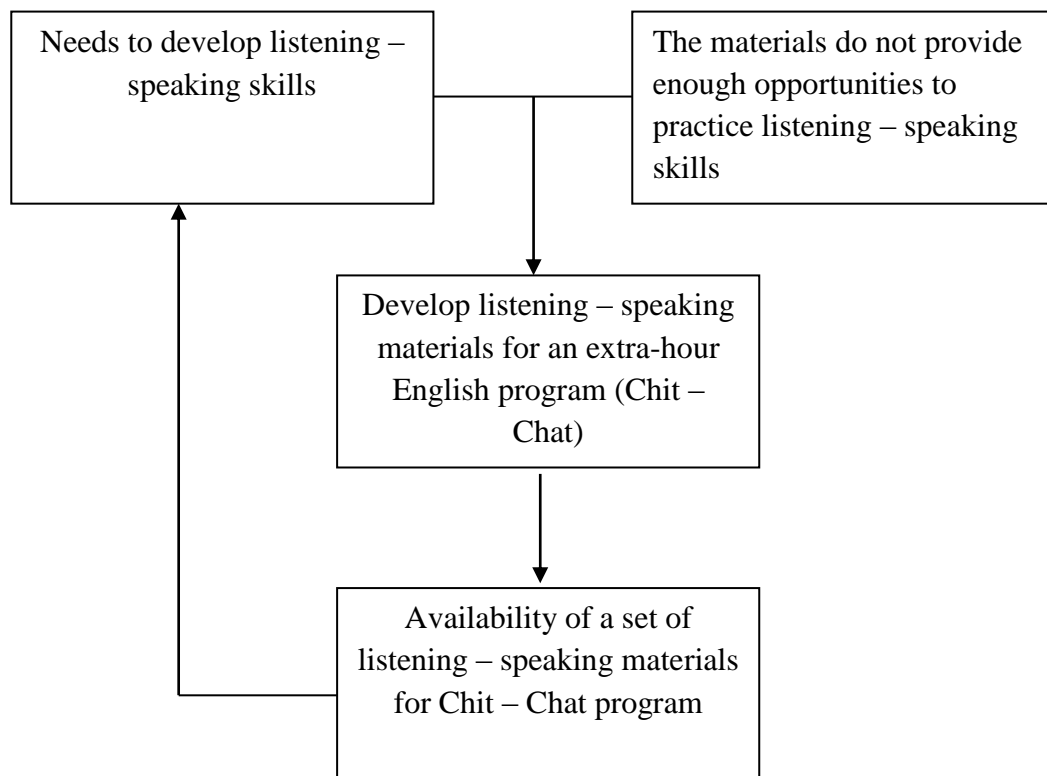 Needs to develop listening –
speaking skills
The materials do not provide
enough opportunities to
practice listening – speaking
skills
Develop listening – speaking
materials for an extra-hour
English program (Chit –
Chat)
Availability of a set of
listening – speaking materials
for Chit – Chat program